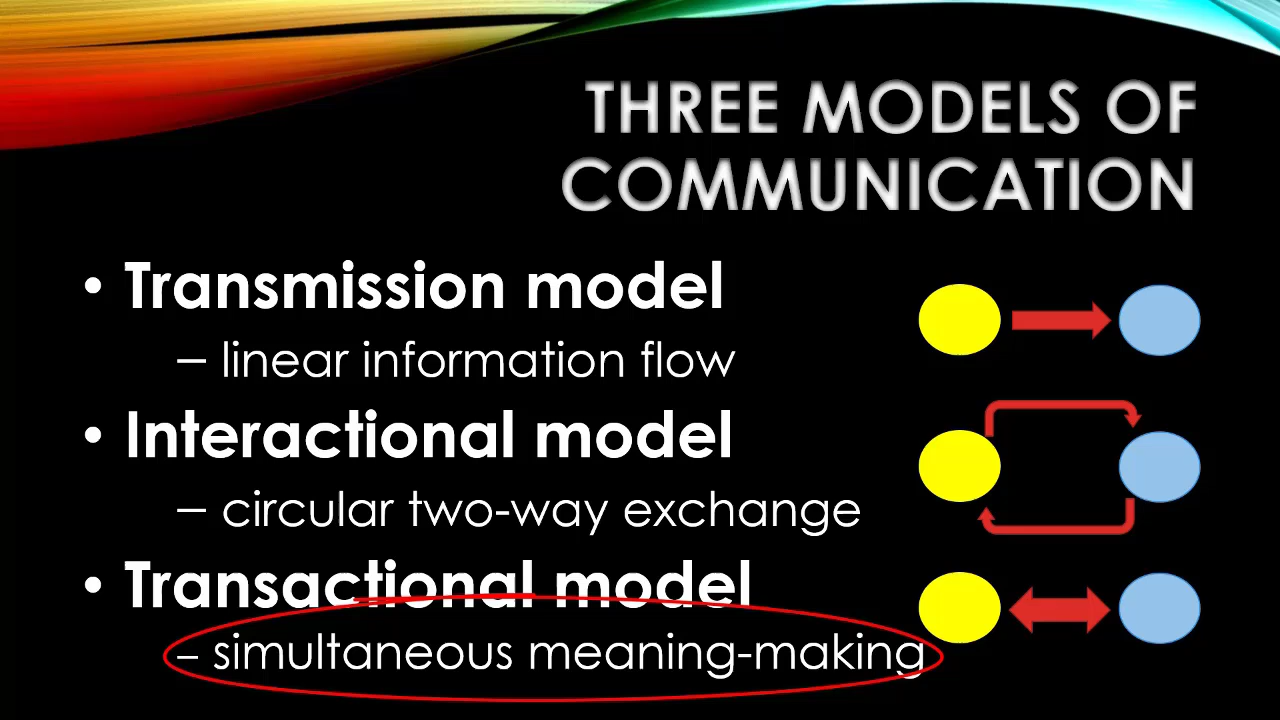 THREE MODELS OF
COMMUNICATION
• Transmission model
– linear information flow
• Interactional model
– circular two-way exchange
• Transactional model
– simultaneous meaning-making